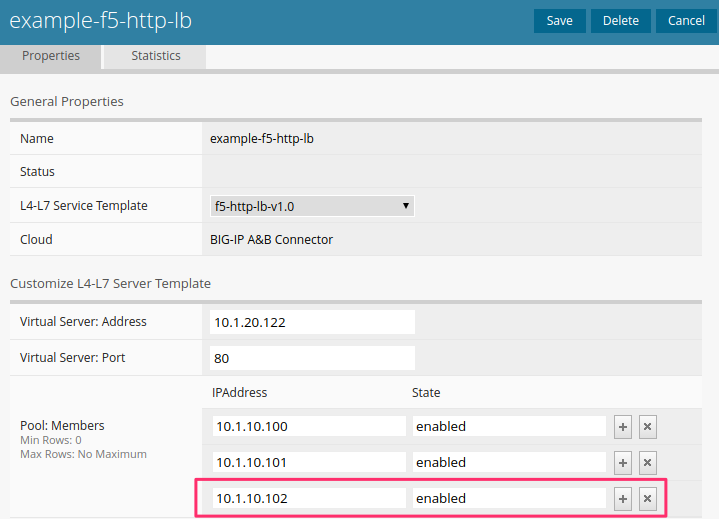 example-f5-http-lb Save Delete Cancel
Properties Statistics
General Properties
Name example-f5-http-lb
Status
L4-L7 Service Template f5-http-lb-v1.0
Cloud BIG-IP A&B Connector
Customize L4-L7 Server Template
Virtual Server: Address 10.1.20.122
Virtual Server: Port 80
IPAddress State
Pool: Members
Min Rows: 0
Max Rows: No Maximum
10.1.10.100 enabled + ×
10.1.10.101 enabled + ×
10.1.10.102 enabled + ×